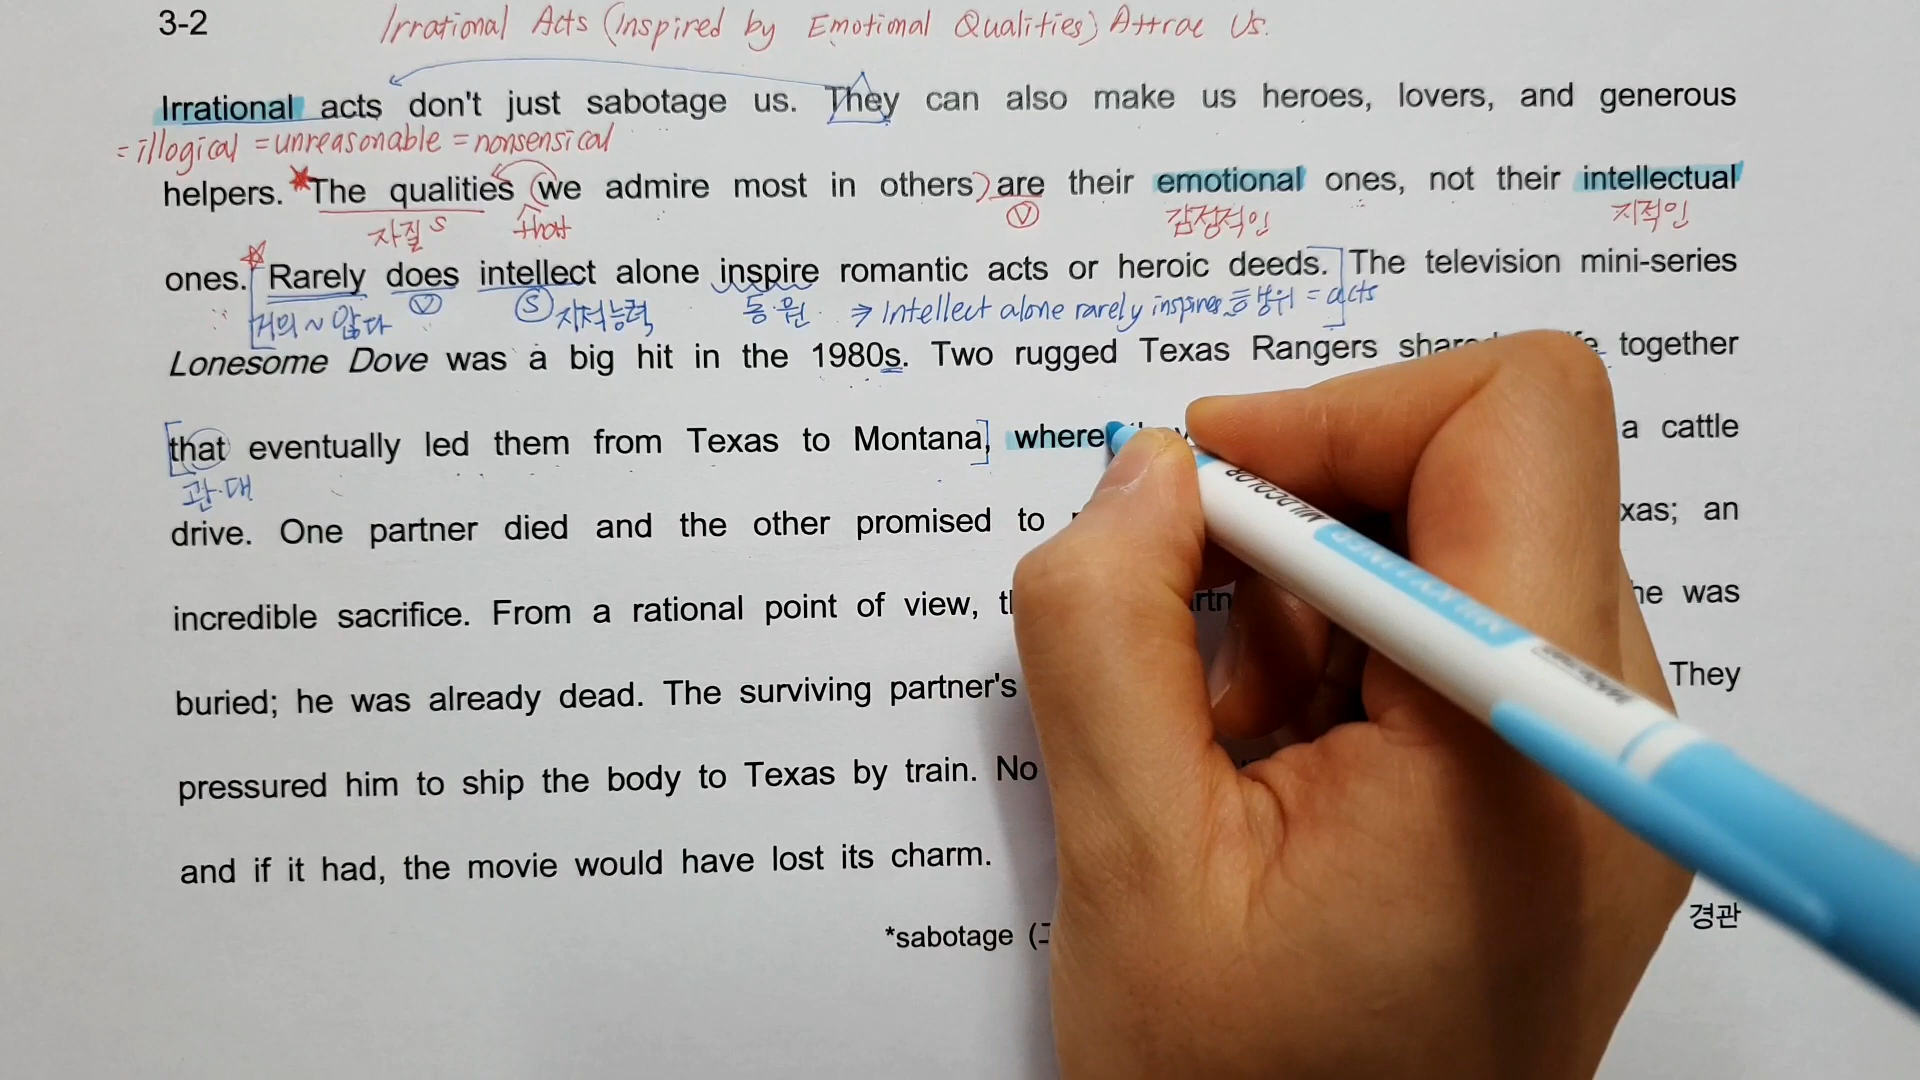 3-2 Irrational Acts (Inspired by Emotional Qualities) Attrac Us.
Irrational acts don't just sabotage us. They can also make us heroes, lovers, and generous
= illogical = unreasonable = nonsensical
helpers. *The qualities (we admire most in others) are their emotional ones, not their intellectual
자질 s that V 감정적인 지적인
ones. [Rarely does intellect alone inspire romantic acts or heroic deeds.] The television mini-series
거의 ~ 않다 V S 지적능력 동·원 ⇒ Intellect alone rarely inspires 행위 = acts
Lonesome Dove was a big hit in the 1980s. Two rugged Texas Rangers together
[that eventually led them from Texas to Montana], where a cattle
관·대
drive. One partner died and the other promised to an
incredible sacrifice. From a rational point of view, was
buried; he was already dead. The surviving partner's They
pressured him to ship the body to Texas by train. No
and if it had, the movie would have lost its charm.
*sabotage ( 경관
MILDLINER
MILDCOLOR